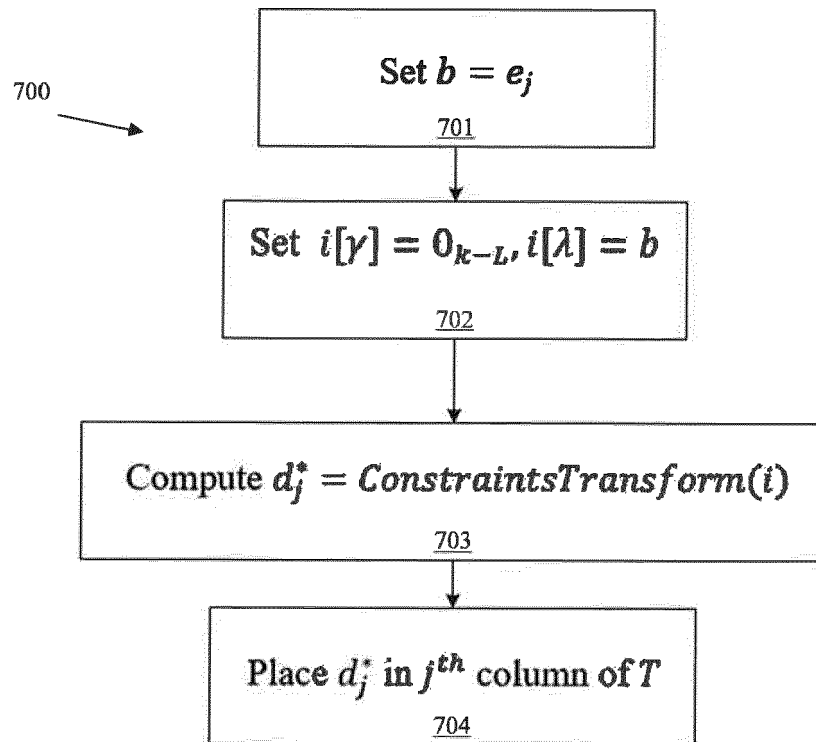 700
Set b = e_j
701
Set i[γ] = 0_{k−L}, i[λ] = b
702
Compute d_j^* = ConstraintsTransform(i)
703
Place d_j^* in j^{th} column of T
704